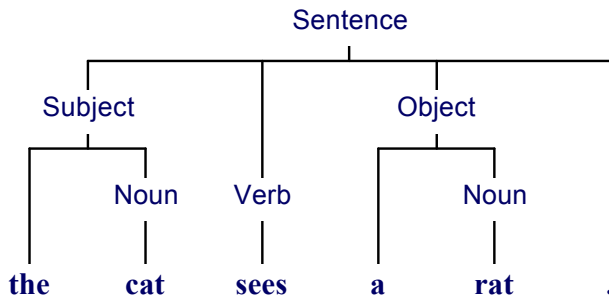 Sentence
Subject Object
Noun Verb Noun
the cat sees a rat .